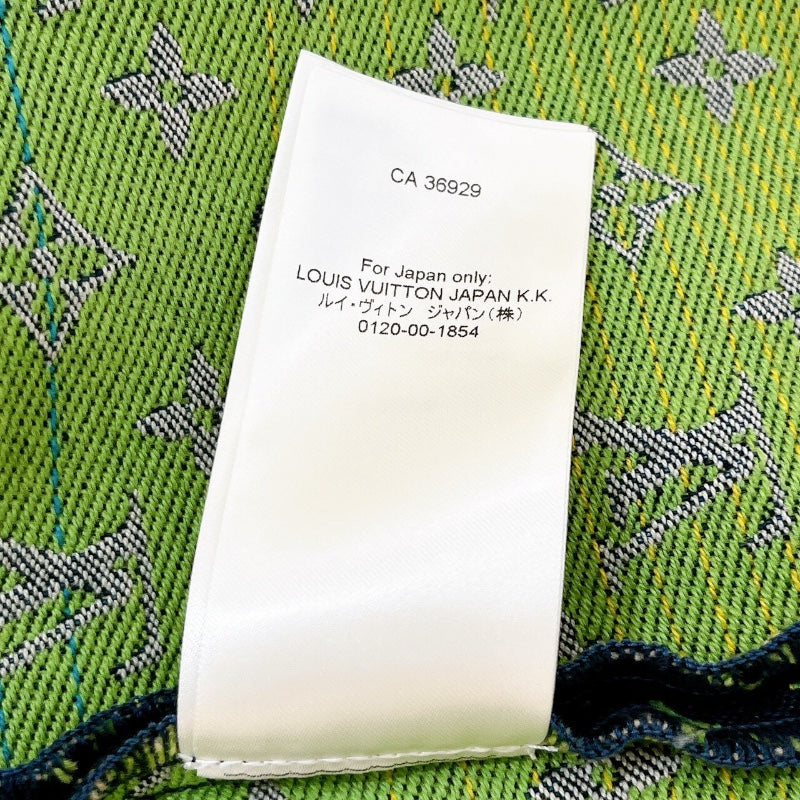 CA 36929
For Japan only:
LOUIS VUITTON JAPAN K.K.
ルイ・ヴィトン ジャパン(株)
0120-00-1854